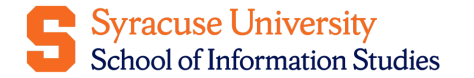 S Syracuse University
School of Information Studies